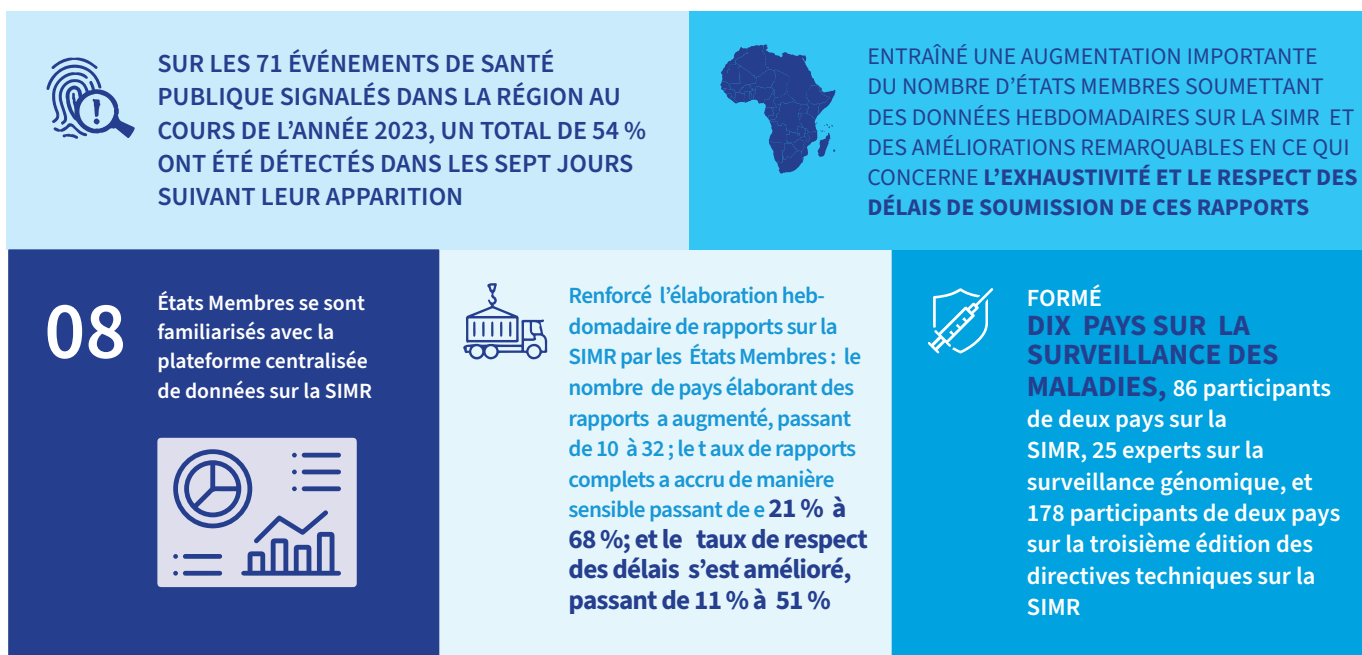 SUR LES 71 ÉVÉNEMENTS DE SANTÉ
PUBLIQUE SIGNALÉS DANS LA RÉGION AU
COURS DE L’ANNÉE 2023, UN TOTAL DE 54 %
ONT ÉTÉ DÉTECTÉS DANS LES SEPT JOURS
SUIVANT LEUR APPARITION
ENTRAÎNÉ UNE AUGMENTATION IMPORTANTE
DU NOMBRE D’ÉTATS MEMBRES SOUMETTANT
DES DONNÉES HEBDOMADAIRES SUR LA SIMR ET
DES AMÉLIORATIONS REMARQUABLES EN CE QUI
CONCERNE L’EXHAUSTIVITÉ ET LE RESPECT DES
DÉLAIS DE SOUMISSION DE CES RAPPORTS
08
États Membres se sont
familiarisés avec la
plateforme centralisée
de données sur la SIMR
Renforcé l’élaboration heb-
domadaire de rapports sur la
SIMR par les États Membres : le
nombre de pays élaborant des
rapports a augmenté, passant
de 10 à 32 ; le t aux de rapports
complets a accru de manière
sensible passant de e 21 % à
68 %; et le taux de respect
des délais s’est amélioré,
passant de 11 % à 51 %
FORMÉ
DIX PAYS SUR LA
SURVEILLANCE DES
MALADIES, 86 participants
de deux pays sur la
SIMR, 25 experts sur la
surveillance génomique, et
178 participants de deux pays
sur la troisième édition des
directives techniques sur la
SIMR